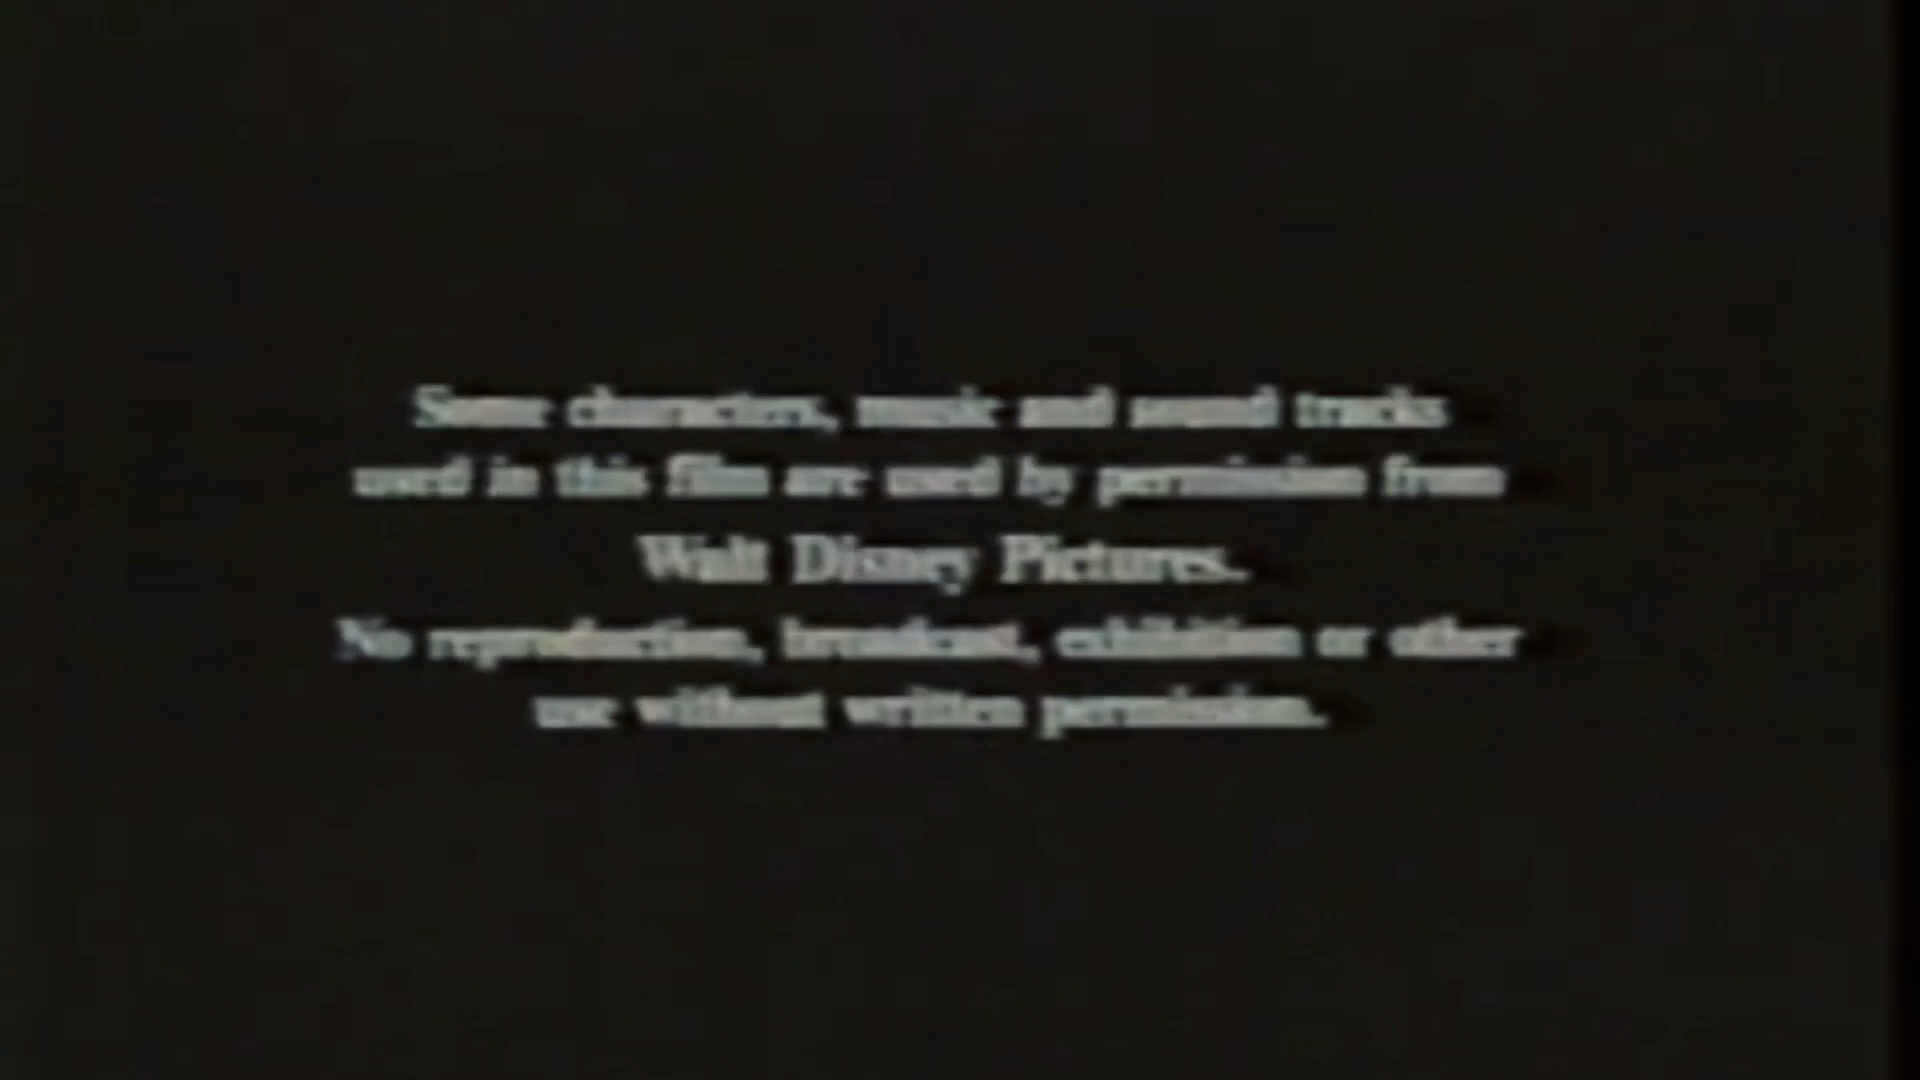 Some characters, music and sound tracks
used in this film are used by permission from
Walt Disney Pictures.
No reproduction, broadcast, exhibition or other
use without written permission.